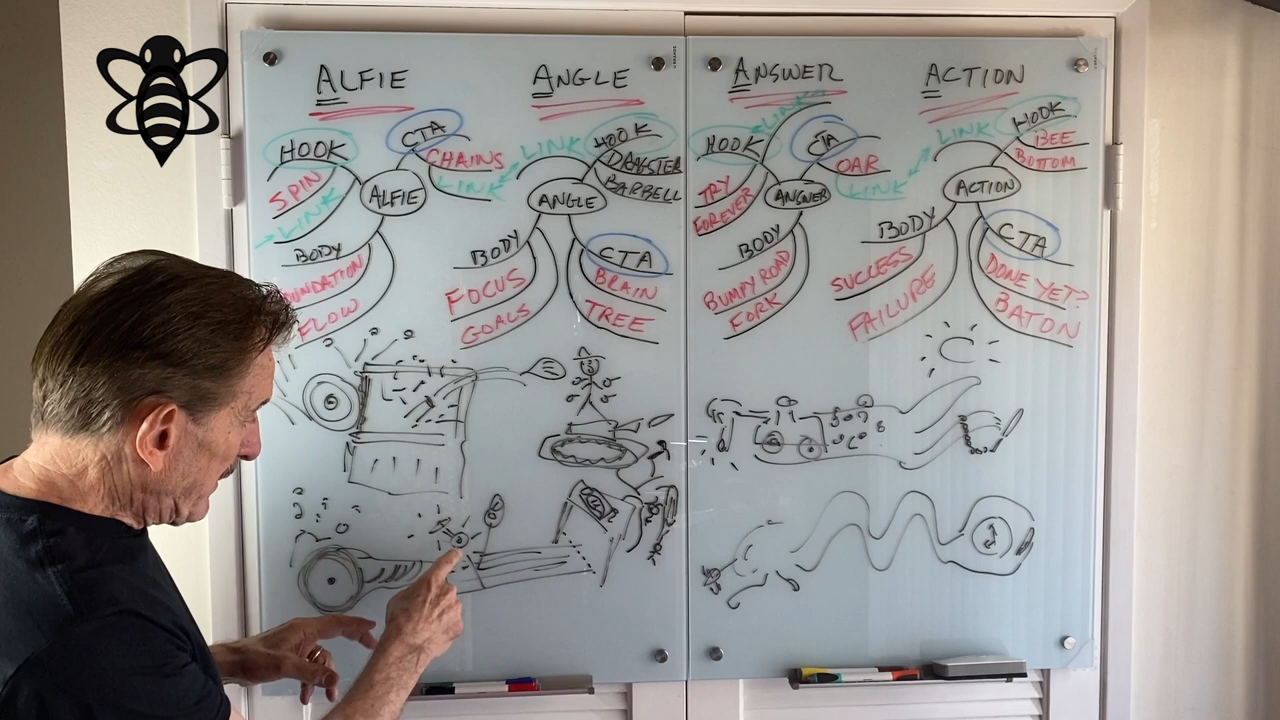 ALFIE
HOOK
SPIN
LINK
CTA
CHAINS
LINK
ALFIE
BODY
FLOW
ANGLE
LINK
HOOK
DRAGSTER
BARBELL
ANGLE
BODY
FOCUS
GOALS
CTA
BRAIN
TREE
ANSWER
LINK
HOOK
TRY
FOREVER
CTA
OAR
LINK
ANSWER
BODY
BUMPY ROAD
FORK
ACTION
LINK
HOOK
BEE
BOTTOM
ACTION
BODY
SUCCESS
FAILURE
CTA
DONE YET?
BATON